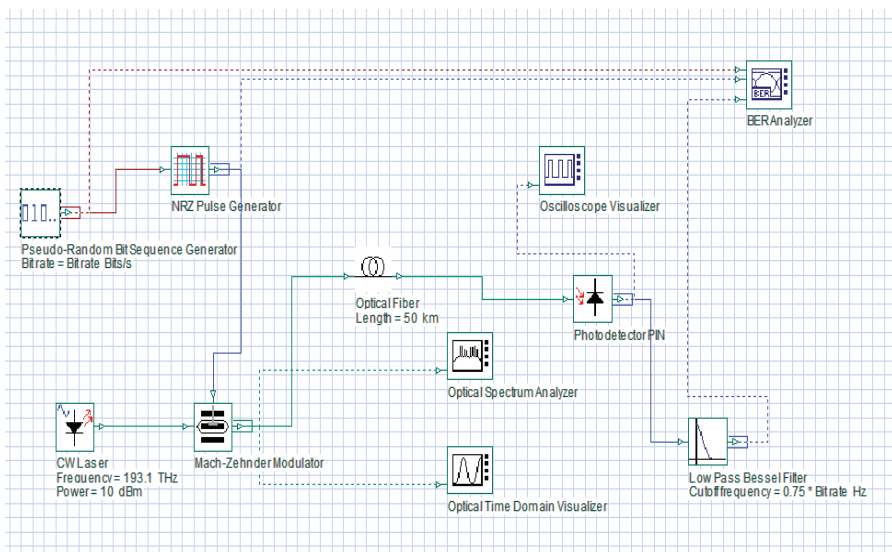 BER
BER Analyzer
NRZ Pulse Generator
Oscilloscope Visualizer
Pseudo-Random Bit Sequence Generator
Bitrate = Bitrate Bits/s
Optical Fiber
Length = 50 km
Photodetector PIN
Optical Spectrum Analyzer
CW Laser
Frequency = 193.1 THz
Power = 10 dBm
Mach-Zehnder Modulator
Low Pass Bessel Filter
Cutoff frequency = 0.75 * Bitrate Hz
Optical Time Domain Visualizer